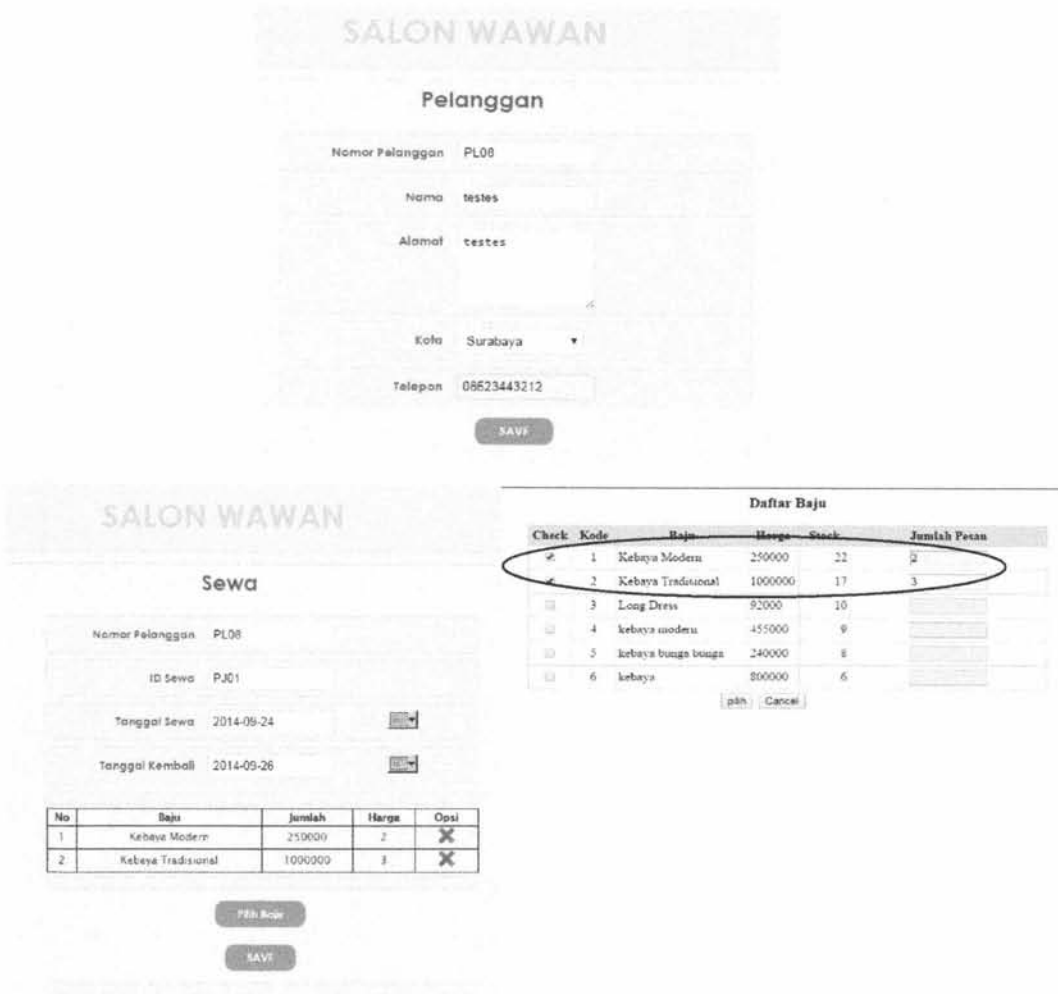 SALON WAWAN
Pelanggan
Nomor Pelanggan PL08
Nama testes
Alamat testes
Kota Surabaya
Telepon 08523443212
SAVE
SALON WAWAN
Sewa
Nomor Pelanggan PL08
ID Sewa PJ01
Tanggal Sewa 2014-09-24
Tanggal Kembali 2014-09-26
No Baju Jumlah Harga Opsi
1 Kebaya Modern 250000 2
2 Kebaya Tradisional 1000000 3
Pilih Baju
SAVE
Daftar Baju
Check Kode Baju Harga Stock Jumlah Pesan
1 Kebaya Modern 250000 22 2
2 Kebaya Tradisional 1000000 17 3
3 Long Dress 92000 10
4 kebaya modern 455000 9
5 kebaya bunga bunga 240000 8
6 kebaya 800000 6
pilih Cancel